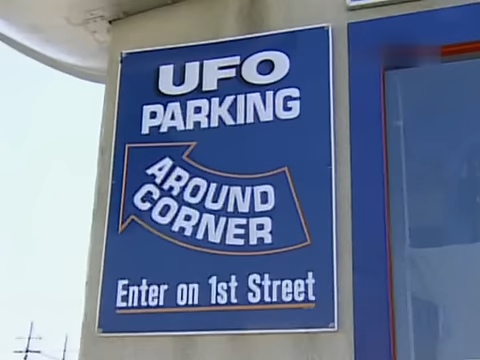 UFO
PARKING
AROUND
CORNER
Enter on 1st Street